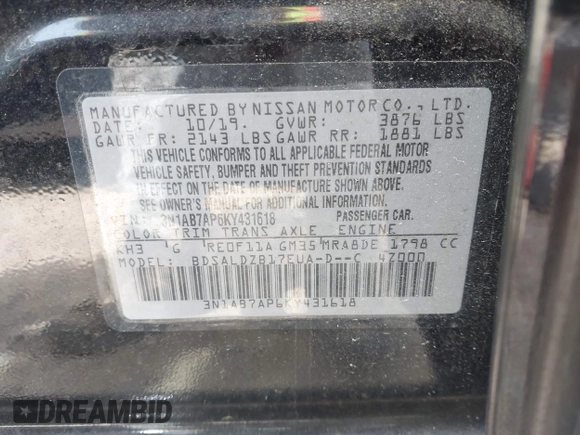 MANUFACTURED BY NISSAN MOTOR CO., LTD.
DATE: 10/19. GVWR: 3876 LBS
GAWR FR: 2143 LBS GAWR RR: 1881 LBS
THIS VEHICLE CONFORMS TO ALL APPLICABLE FEDERAL MOTOR
VEHICLE SAFETY, BUMPER AND THEFT PREVENTION STANDARDS
IN EFFECT ON THE DATE OF MANUFACTURE SHOWN ABOVE.
SEE OWNER'S MANUAL FOR ADDITIONAL INFORMATION.
VIN: 3N1AB7AP6KY431618 PASSENGER CAR.
COLOR TRIM TRANS AXLE ENGINE
KH3 G RE0F11A GM35 MRA8DE 1798 CC
MODEL: BDSALDZB17EUA-D--C 47000
3N1AB7AP6KY431618
DREAMBID